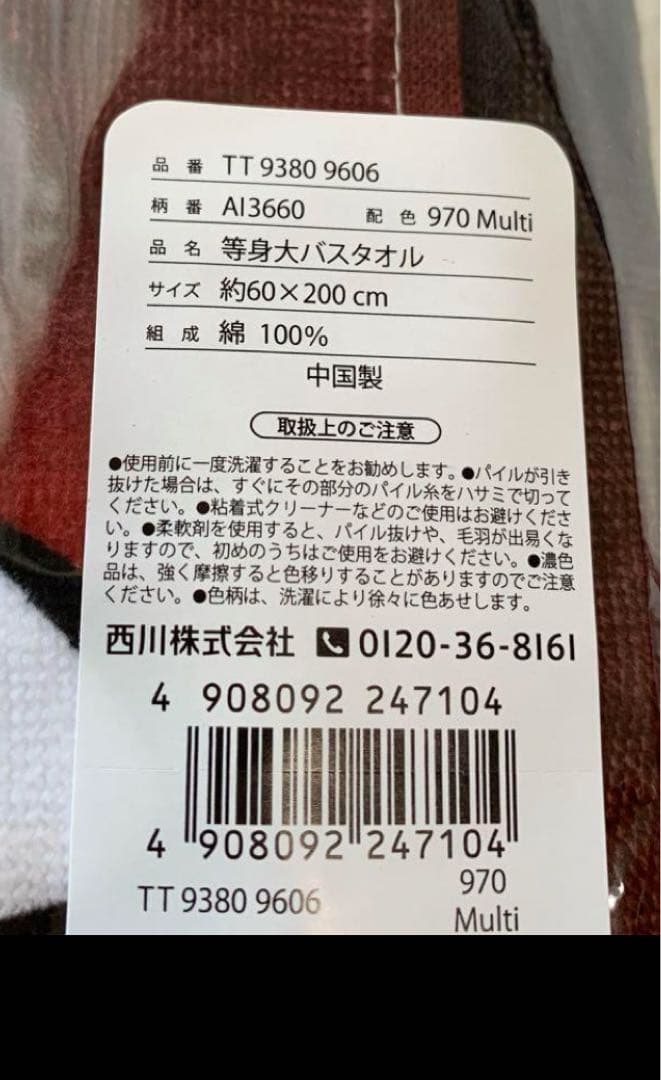 品番 TT 9380 9606
柄番 AI3660 配色 970 Multi
品名 等身大バスタオル
サイズ 約60×200 cm
組成 綿 100%
中国製
取扱上のご注意
●使用前に一度洗濯することをお勧めします。●パイルが引き
抜けた場合は、すぐにその部分のパイル糸をハサミで切って
ください。●粘着式クリーナーなどのご使用はお避けくださ
い。●柔軟剤を使用すると、パイル抜けや、毛羽が出易くな
りますので、初めのうちはご使用をお避けください。●濃色
品は、強く摩擦すると色移りすることがありますのでご注意
ください。●色柄は、洗濯により徐々に色あせします。
西川株式会社 0120-36-8161
4 908092 247104
4 908092 247104
TT 9380 9606 970
Multi